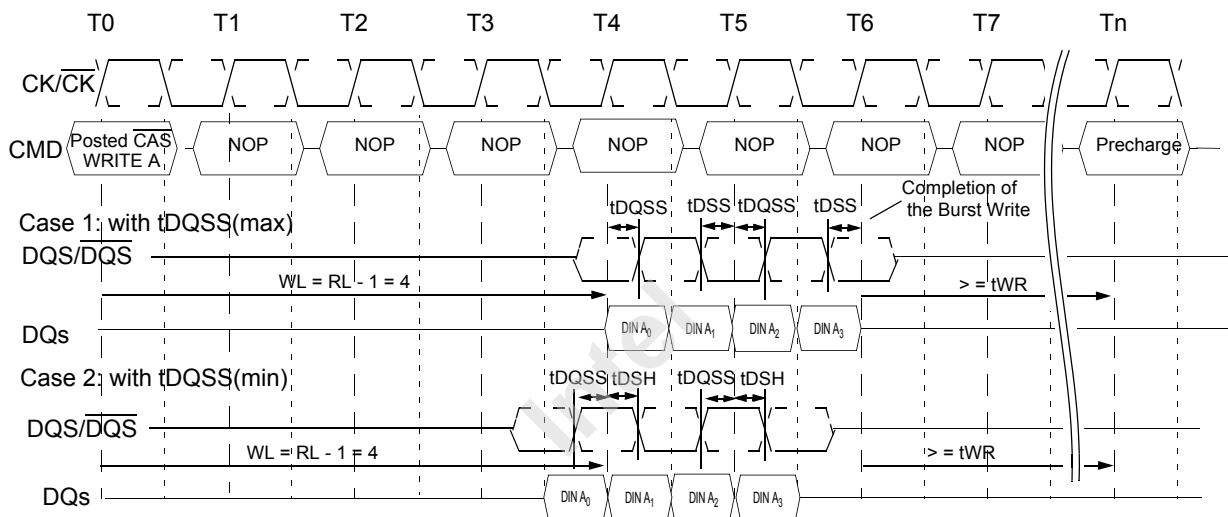 T0 T1 T2 T3 T4 T5 T6 T7 Tn
CK/CK
CMD
Posted CAS
WRITE A
NOP NOP NOP NOP NOP NOP NOP Precharge
Completion of
the Burst Write
Case 1: with tDQSS(max)
tDQSS tDSS tDQSS tDSS
DQS/DQS
WL = RL - 1 = 4
> = tWR
DQs
DIN A0 DIN A1 DIN A2 DIN A3
Case 2: with tDQSS(min)
tDQSS tDSH tDQSS tDSH
DQS/DQS
WL = RL - 1 = 4
> = tWR
DQs
DIN A0 DIN A1 DIN A2 DIN A3
Intel